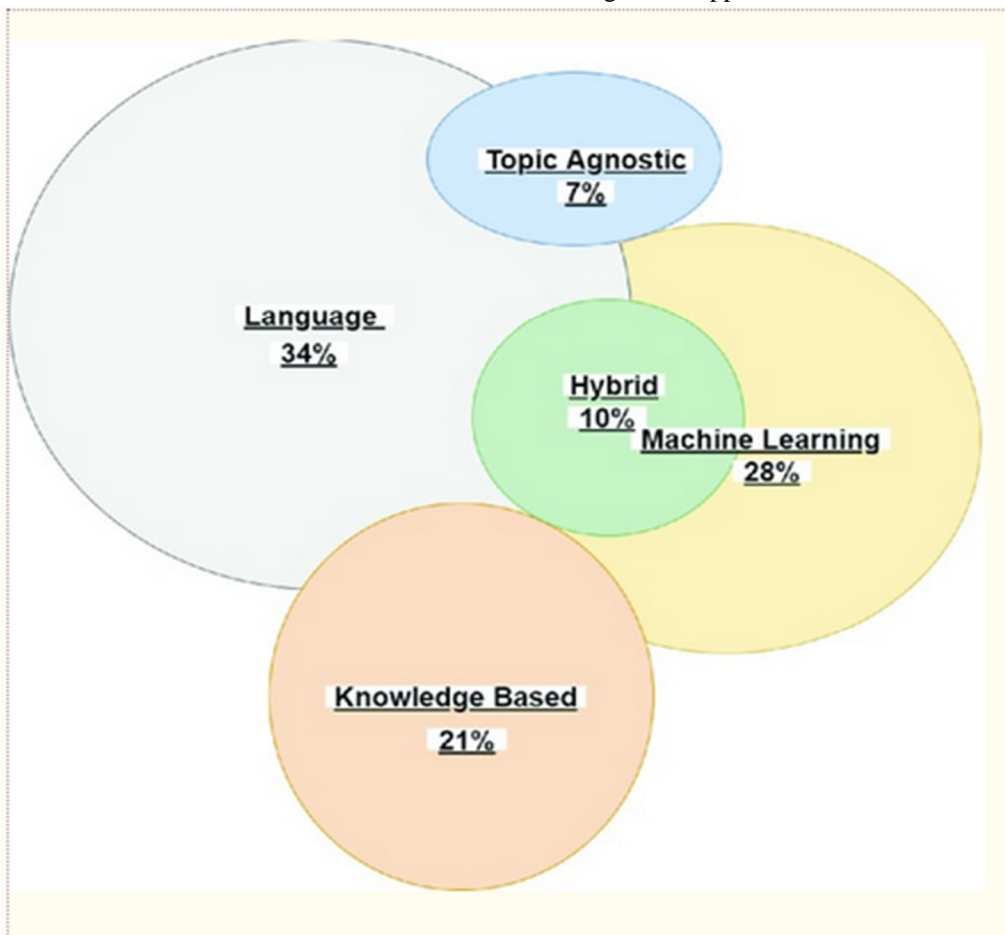 Topic Agnostic
7%
Language
34%
Hybrid
10%
Machine Learning
28%
Knowledge Based
21%